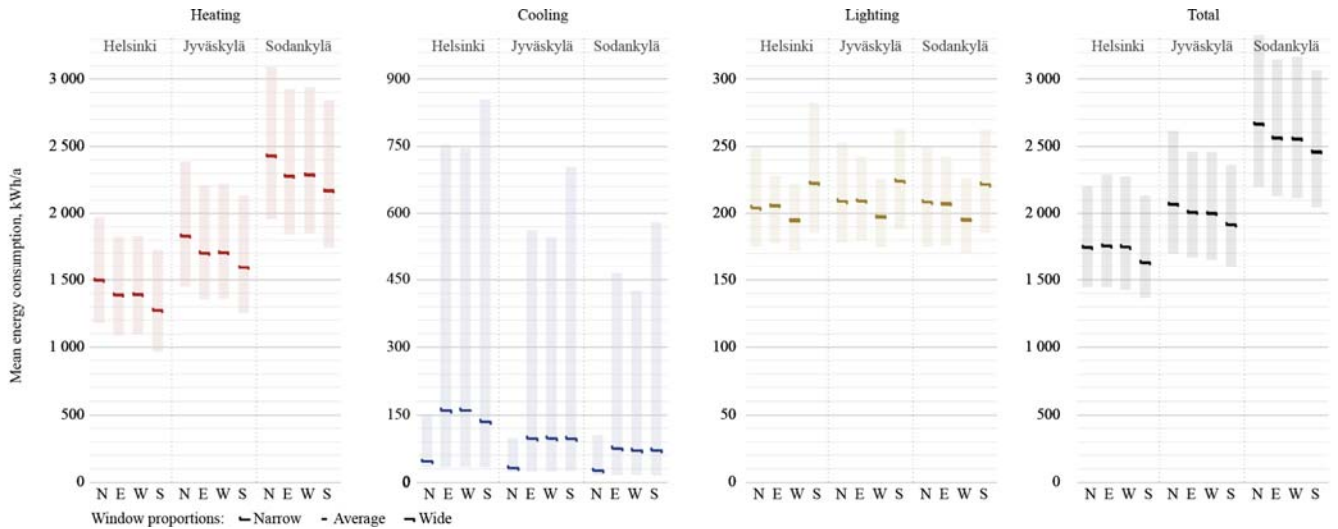 Heating Cooling Lighting Total
Helsinki Jyväskylä Sodankylä Helsinki Jyväskylä Sodankylä Helsinki Jyväskylä Sodankylä Helsinki Jyväskylä Sodankylä
3 000 900 300 3 000
2 500 750 250 2 500
2 000 600 200 2 000
1 500 450 150 1 500
1 000 300 100 1 000
500 150 50 500
0 0 0 0
Mean energy consumption, kWh/a
N E W S N E W S N E W S N E W S N E W S N E W S N E W S N E W S N E W S N E W S N E W S N E W S
Window proportions: Narrow Average Wide